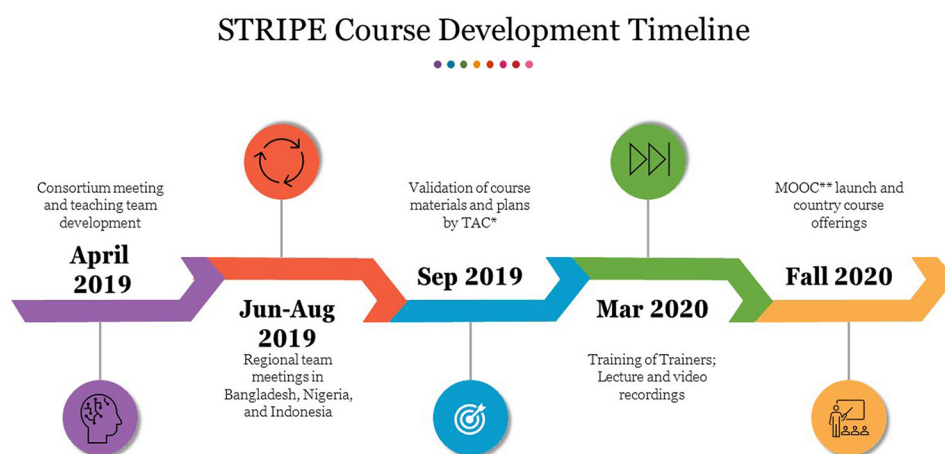 STRIPE Course Development Timeline
Consortium meeting
and teaching team
development
April
2019
Jun-Aug
2019
Regional team
meetings in
Bangladesh, Nigeria,
and Indonesia
Validation of course
materials and plans
by TAC*
Sep 2019
Mar 2020
Training of Trainers;
Lecture and video
recordings
MOOC** launch and
country course
offerings
Fall 2020